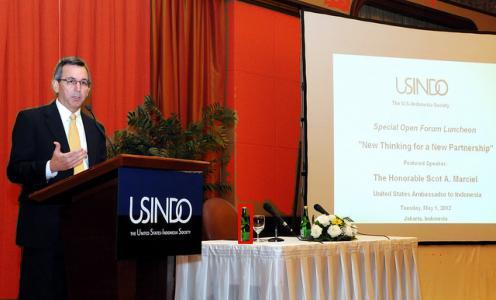 USINDO
The U.S.-Indonesia Society
Special Open Forum Luncheon
"New Thinking for a New Partnership"
Featured Speaker:
The Honorable Scot A. Marciel
United States Ambassador to Indonesia
Tuesday, May 1, 2012
Jakarta, Indonesia
USINDO
THE UNITED STATES-INDONESIA SOCIETY